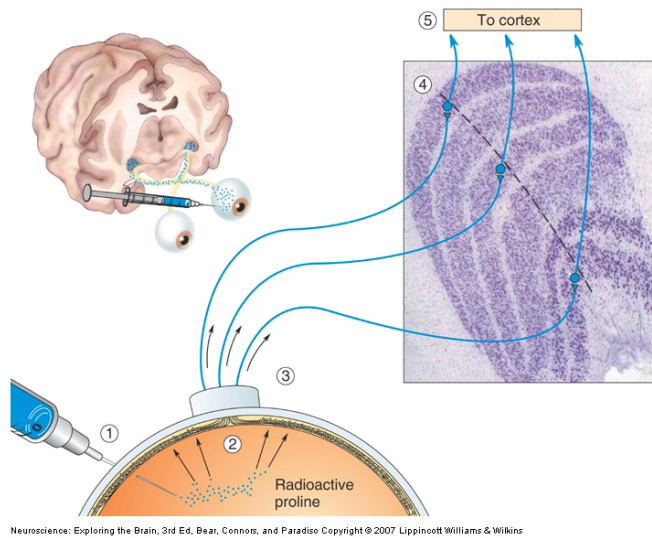 ⑤ To cortex
④
③
①
②
Radioactive
proline
Neuroscience: Exploring the Brain, 3rd Ed, Bear, Connors, and Paradiso Copyright © 2007 Lippincott Williams & Wilkins